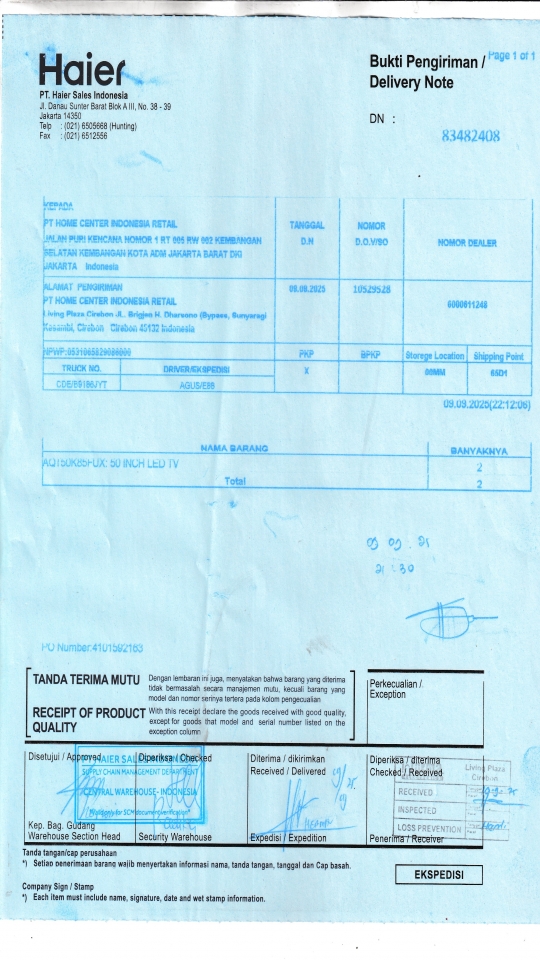 Haier
PT. Haier Sales Indonesia
Jl. Danau Sunter Barat Blok A III, No. 38 - 39
Jakarta 14350
Telp : (021) 6505668 (Hunting)
Fax : (021) 6512556
Page 1 of 1
Bukti Pengiriman /
Delivery Note
DN :
83482408
KEPADA
PT HOME CENTER INDONESIA RETAIL
JALAN PURI KENCANA NOMOR 1 RT 005 RW 002 KEMBANGAN
SELATAN KEMBANGAN KOTA ADM JAKARTA BARAT DKI
JAKARTA Indonesia
TANGGAL
D.N
NOMOR
D.O.V/SO
NOMOR DEALER
ALAMAT PENGIRIMAN
PT HOME CENTER INDONESIA RETAIL
Living Plaza Cirebon JL. Brigjen H. Dharsono (Bypass, Sunyaragi
Kesambi, Cirebon Cirebon 45132 Indonesia
09.09.2025
10529528
6000011248
PKP
BPKP
Storege Location
Shipping Point
TRUCK NO.
DRIVER/EKSPEDISI
X
65D1
AGUS/E89
09.09.2025(22:12:06)
NAMA BARANG
BANYAKNYA
AQT50K85FUX: 50 INCH LED TV
2
Total
2
09 09 25
21:30
PO Number:4101592163
TANDA TERIMA MUTU
Dengan lembaran ini juga, menyatakan bahwa barang yang diterima
tidak bermasalah secara manajemen mutu, kecuali barang yang
model dan nomor serinya tertera pada kolom pengecualian
RECEIPT OF PRODUCT
QUALITY
With this receipt declare the goods received with good quality,
except for goods that model and serial number listed on the
exception column
Perkecualian /
Exception
Disetujui / Approved
Diperiksa / Checked
Diterima / dikirimkan
Received / Delivered
Diperiksa / diterima
Checked / Received
HAIER SALES INDONESIA
SUPPLY CHAIN MANAGEMENT DEPARTMENT
CENTRAL WAREHOUSE - INDONESIA
Living Plaza
Cirebon
RECEIVED
INSPECTED
LOSS PREVENTION
Kep. Bag. Gudang
Warehouse Section Head
Security Warehouse
Expedisi / Expedition
Penerima / Receiver
Tanda tangan/cap perusahaan
*) Setiap penerimaan barang wajib menyertakan informasi nama, tanda tangan, tanggal dan Cap basah.
Company Sign / Stamp
*) Each item must include name, signature, date and wet stamp information.
EKSPEDISI